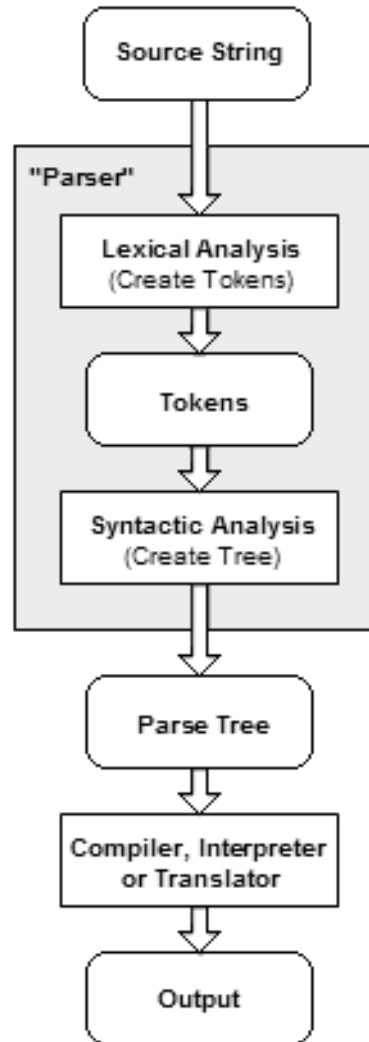 Source String
"Parser"
Lexical Analysis
(Create Tokens)
Tokens
Syntactic Analysis
(Create Tree)
Parse Tree
Compiler, Interpreter
or Translator
Output